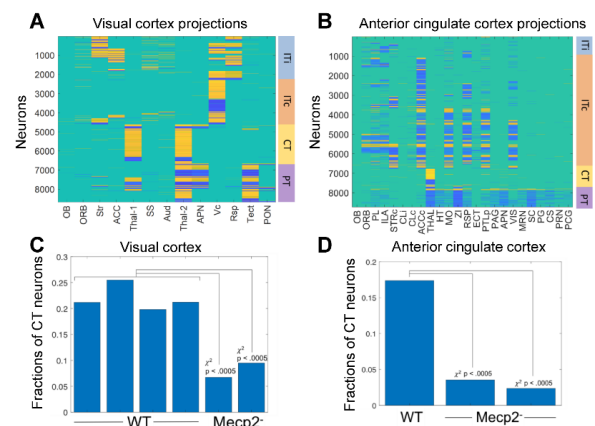 A
Visual cortex projections
Neurons
1000
2000
3000
4000
5000
6000
7000
8000
ITi
ITc
CT
PT
OB
ORB
Str
ACC
Thal-1
SS
Aud
Thal-2
APN
Vc
Rsp
Tect
PON
B
Anterior cingulate cortex projections
1000
2000
3000
4000
5000
6000
7000
8000
ITi
ITc
CT
PT
OB
ORB
PL
ILA
STRc
CLi
CLc
ACCc
THAL
HT
MO
ZI
RSP
ECT
PTLp
PAG
APN
VIS
MRN
SC
PG
CS
PRN
PCG
C
Visual cortex
Fractions of CT neurons
0.3
0.25
0.2
0.15
0.1
0.05
0
χ²
p < .0005
χ²
p < .0005
WT
Mecp2-
D
Anterior cingulate cortex
Fractions of CT neurons
0.2
0.15
0.1
0.05
0
χ² p < .0005
χ² p < .0005
WT
Mecp2-